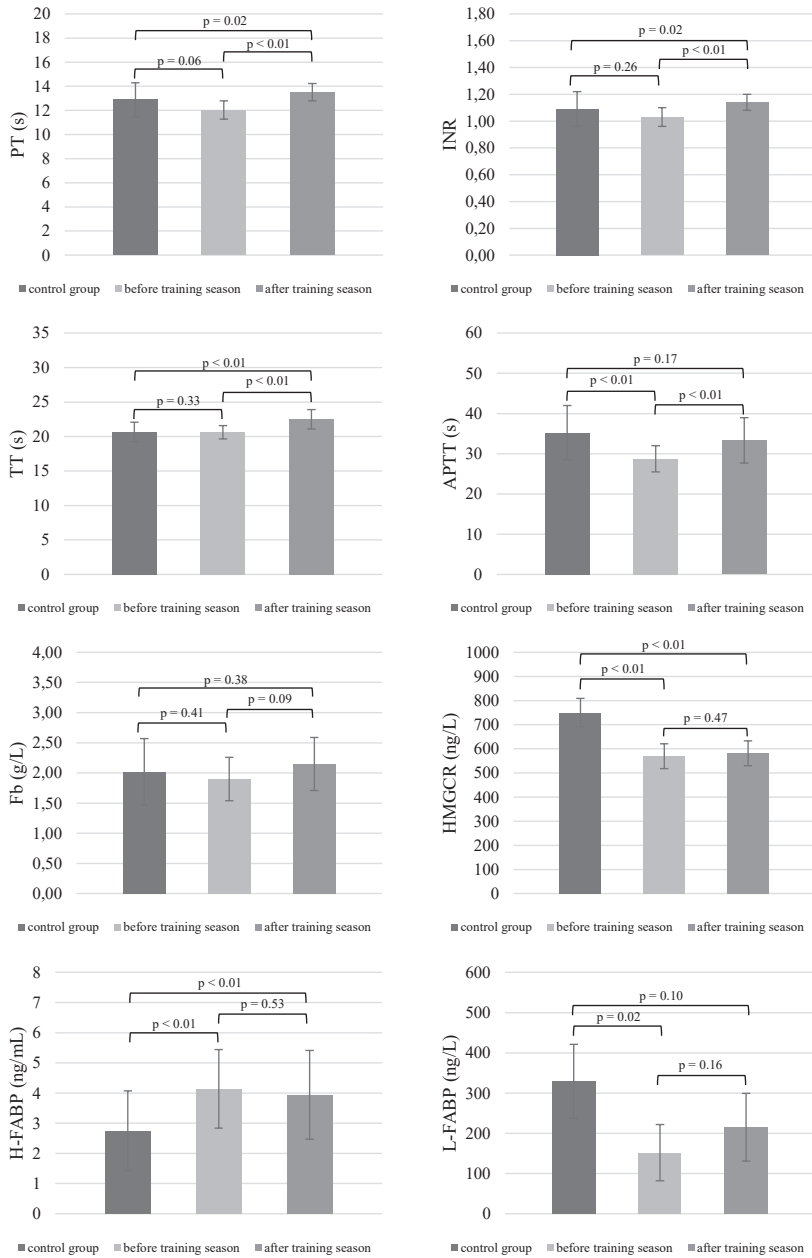 PT (s)
20
18
16
14
12
10
8
6
4
2
0
p = 0.02
p = 0.06
p < 0.01
control group before training season after training season
INR
1,80
1,60
1,40
1,20
1,00
0,80
0,60
0,40
0,20
0,00
p = 0.02
p = 0.26
p < 0.01
control group before training season after training season
TT (s)
35
30
25
20
15
10
5
0
p < 0.01
p = 0.33
p < 0.01
control group before training season after training season
APTT (s)
60
50
40
30
20
10
0
p = 0.17
p < 0.01
p < 0.01
control group before training season after training season
Fb (g/L)
4,00
3,50
3,00
2,50
2,00
1,50
1,00
0,50
0,00
p = 0.38
p = 0.41
p = 0.09
control group before training season after training season
HMGCR (ng/L)
1000
900
800
700
600
500
400
300
200
100
0
p < 0.01
p < 0.01
p = 0.47
control group before training season after training season
H-FABP (ng/mL)
8
7
6
5
4
3
2
1
0
p < 0.01
p < 0.01
p = 0.53
control group before training season after training season
L-FABP (ng/L)
600
500
400
300
200
100
0
p = 0.10
p = 0.02
p = 0.16
control group before training season after training season